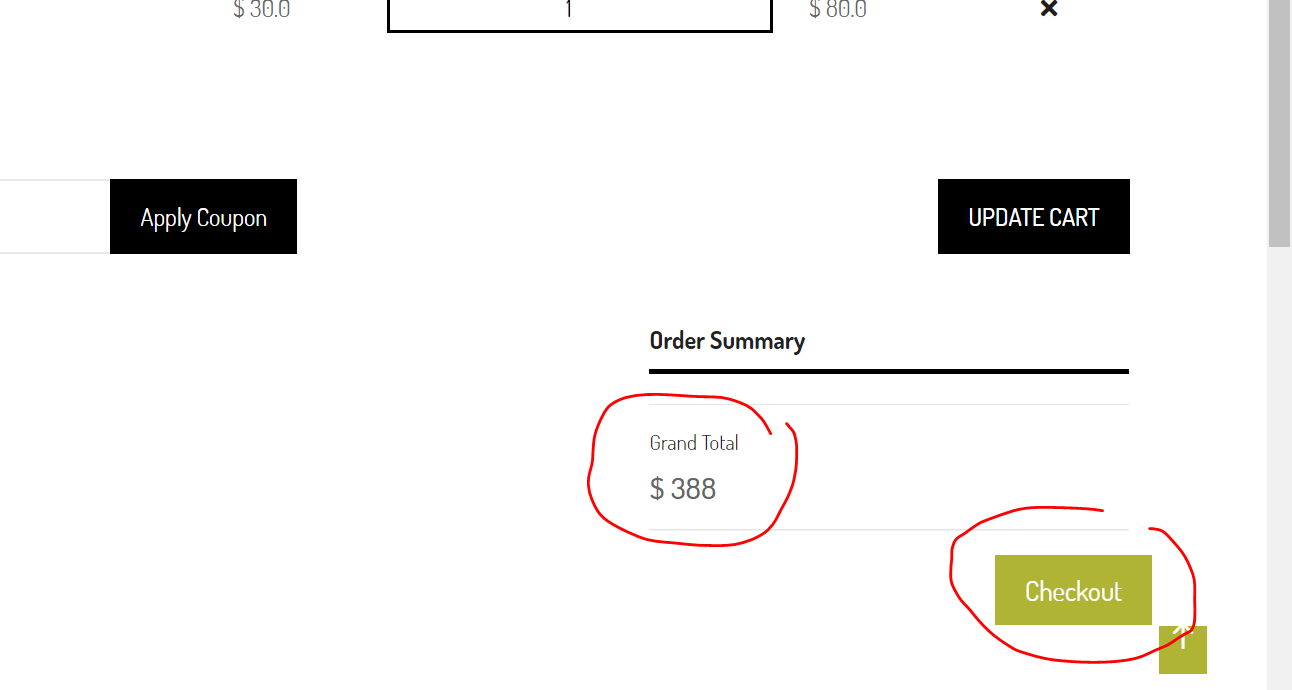 $ 30.0 1 $ 80.0
Apply Coupon UPDATE CART
Order Summary
Grand Total
$ 388
Checkout